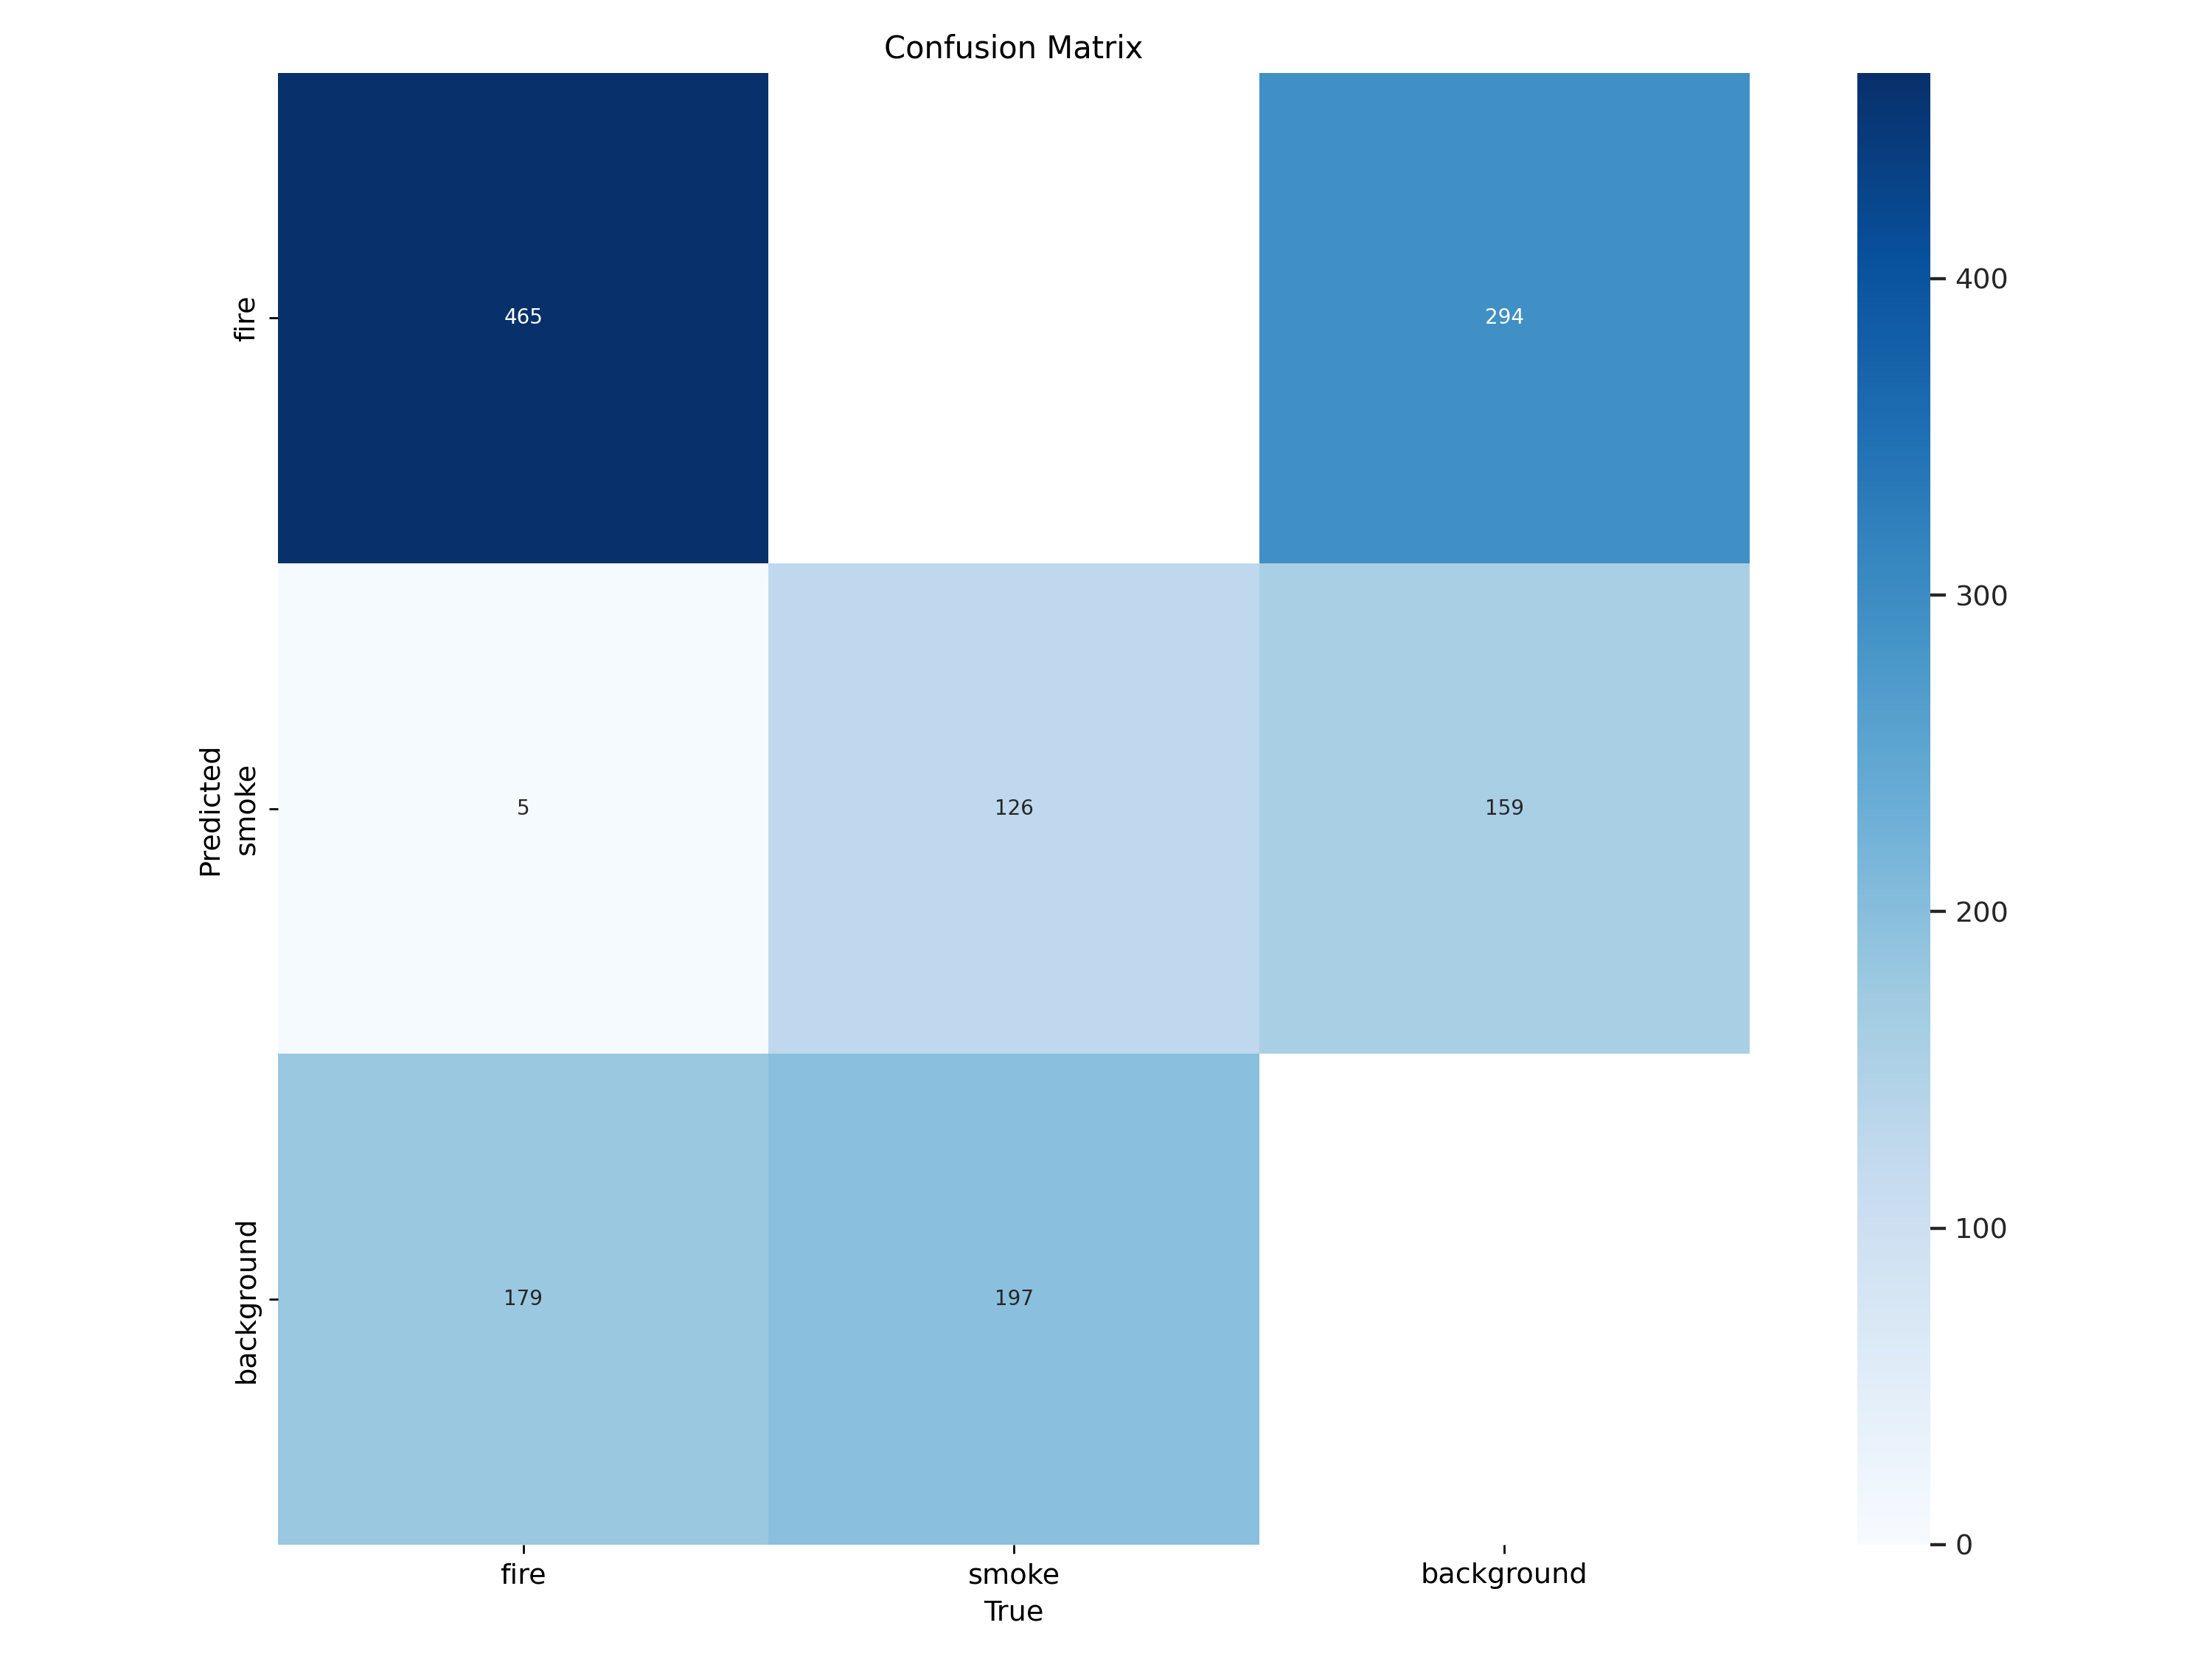 Confusion Matrix
fire
465
294
400
300
Predicted
smoke
5
126
159
200
100
background
179
197
0
fire
smoke
background
True